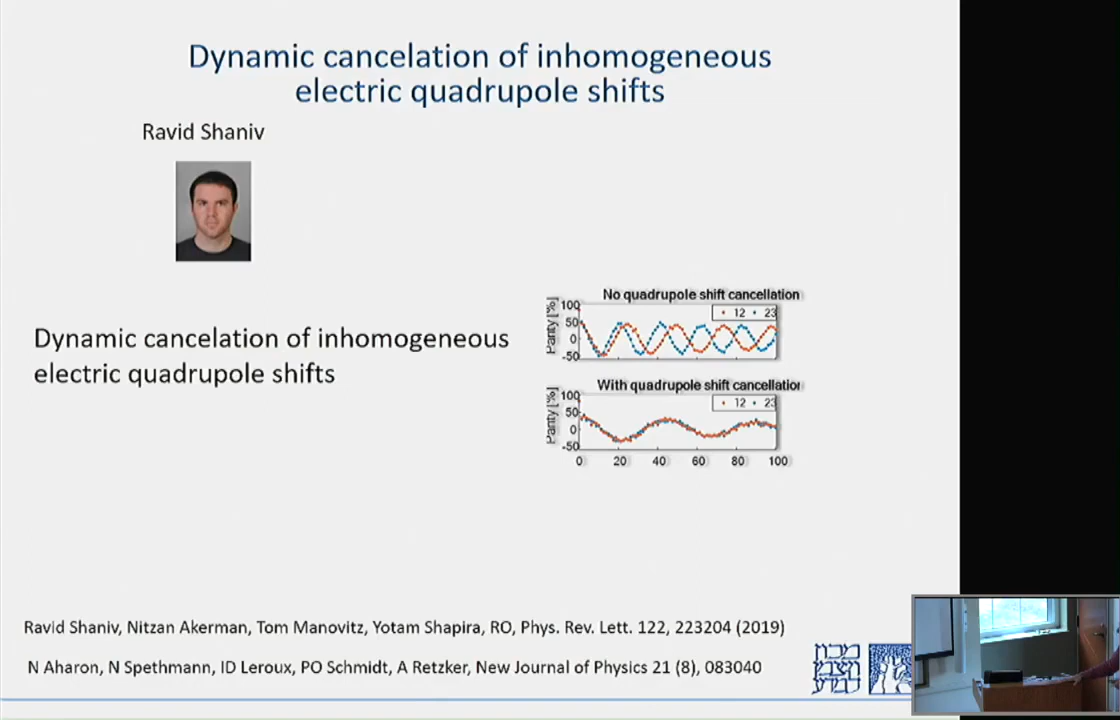 Dynamic cancelation of inhomogeneous
electric quadrupole shifts
Ravid Shaniv
Dynamic cancelation of inhomogeneous
electric quadrupole shifts
No quadrupole shift cancellation
Parity [%]
100
50
0
-50
12 23
With quadrupole shift cancellation
Parity [%]
100
50
0
-50
12 23
0 20 40 60 80 100
Ravid Shaniv, Nitzan Akerman, Tom Manovitz, Yotam Shapira, RO, Phys. Rev. Lett. 122, 223204 (2019)
N Aharon, N Spethmann, ID Leroux, PO Schmidt, A Retzker, New Journal of Physics 21 (8), 083040
מכון
ויצמן
למדע